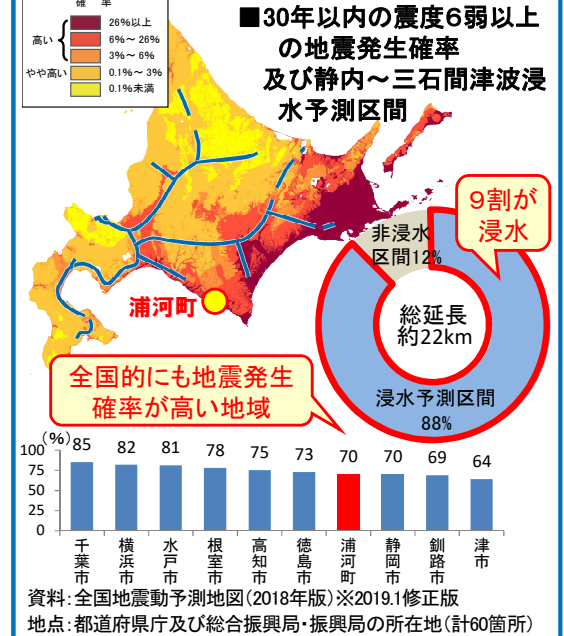 確 率
26%以上
高い
6%～26%
3%～6%
やや高い
0.1%～3%
0.1%未満
■30年以内の震度6弱以上
の地震発生確率
及び静内～三石間津波浸
水予測区間
9割が
浸水
非浸水
区間12%
総延長
約22km
浦河町
浸水予測区間
88%
全国的にも地震発生
確率が高い地域
(%)
100
75
50
25
0
85
82
81
78
75
73
70
70
69
64
千葉市
横浜市
水戸市
根室市
高知市
徳島市
浦河町
静岡市
釧路市
津市
資料：全国地震動予測地図(2018年版)※2019.1修正版
地点：都道府県庁及び総合振興局・振興局の所在地(計60箇所)